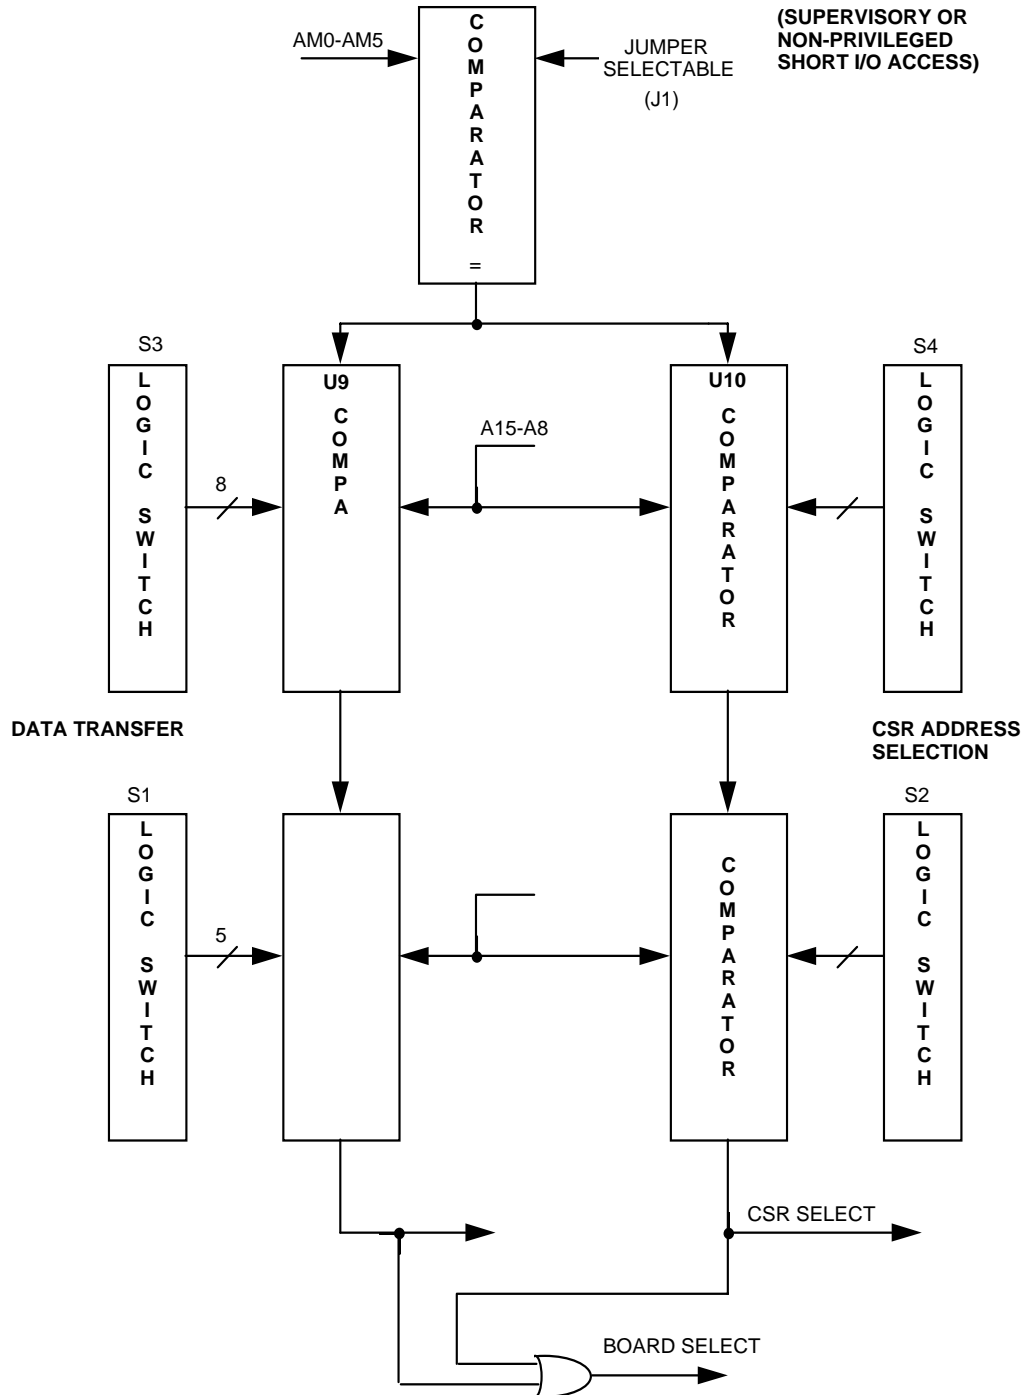 (SUPERVISORY OR
NON-PRIVILEGED
SHORT I/O ACCESS)
AM0-AM5
COMPARATOR
=
JUMPER
SELECTABLE
(J1)
S3
LOGIC SWITCH
8
U9
COMPA
A15-A8
U10
COMPARATOR
S4
LOGIC SWITCH
DATA TRANSFER
CSR ADDRESS
SELECTION
S1
LOGIC SWITCH
5
COMPARATOR
S2
LOGIC SWITCH
CSR SELECT
BOARD SELECT